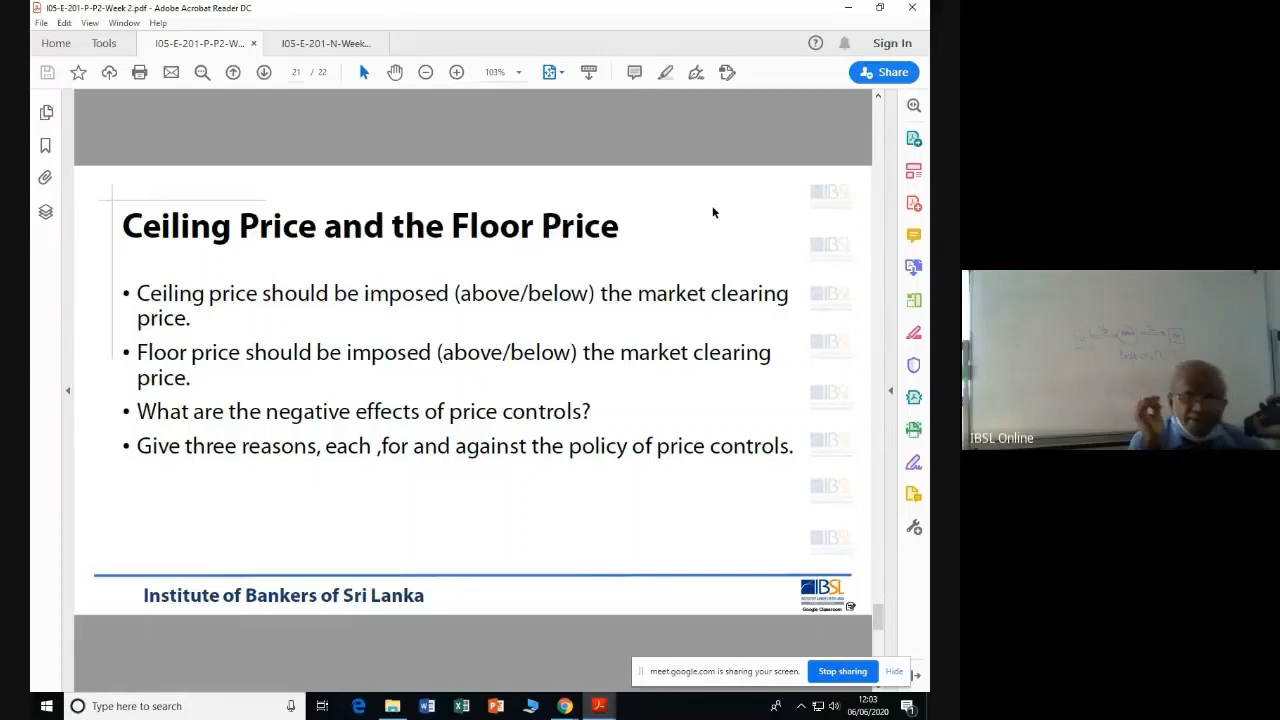 I05-E-201-P-P2-Week 2.pdf - Adobe Acrobat Reader DC
File Edit View Window Help
Home Tools I05-E-201-P-P2-W... × I05-E-201-N-Week... Sign In
21 / 22 103% Share
Ceiling Price and the Floor Price
• Ceiling price should be imposed (above/below) the market clearing
price.
• Floor price should be imposed (above/below) the market clearing
price.
• What are the negative effects of price controls?
• Give three reasons, each ,for and against the policy of price controls.
IBSL Online
Institute of Bankers of Sri Lanka
IBSL
Google Classroom
meet.google.com is sharing your screen. Stop sharing Hide
Type here to search
12:03
06/06/2020